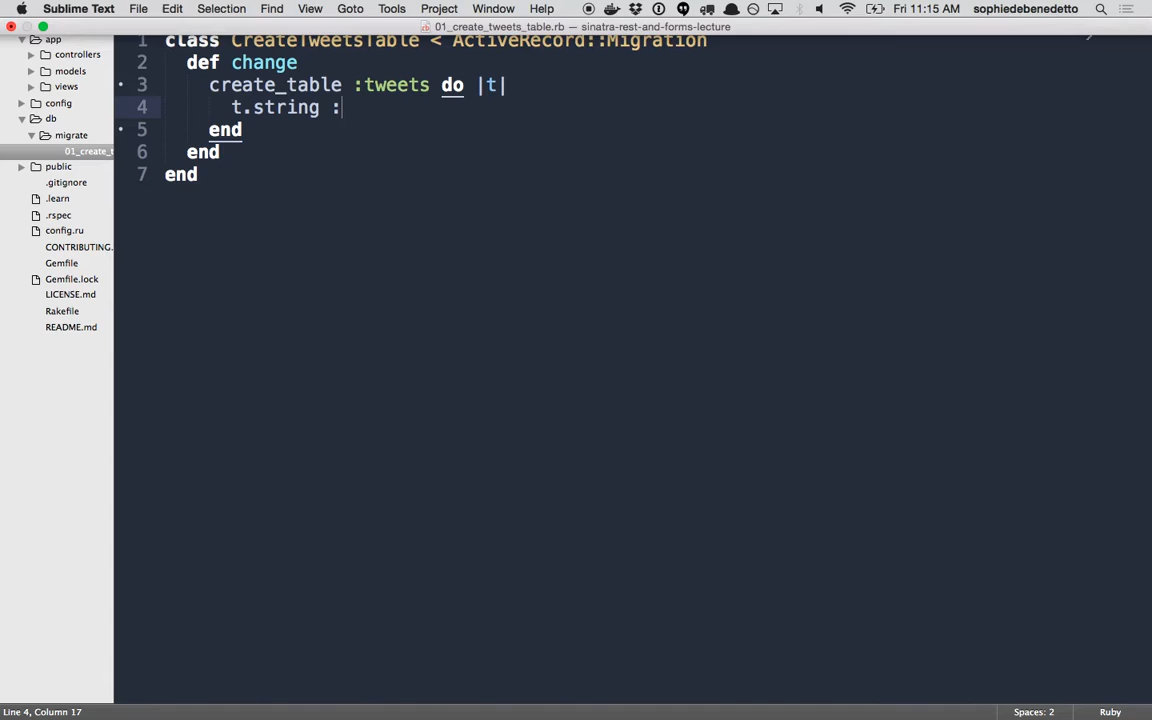 Sublime Text File Edit Selection Find View Goto Tools Project Window Help Fri 11:15 AM sophiedebenedetto
01_create_tweets_table.rb — sinatra-rest-and-forms-lecture
app
controllers
models
views
config
db
migrate
01_create_t
public
.gitignore
.learn
.rspec
config.ru
CONTRIBUTING.
Gemfile
Gemfile.lock
LICENSE.md
Rakefile
README.md
1 class CreateTweetsTable < ActiveRecord::Migration
2 def change
3 create_table :tweets do |t|
4 t.string :
5 end
6 end
7 end
Line 4, Column 17 Spaces: 2 Ruby